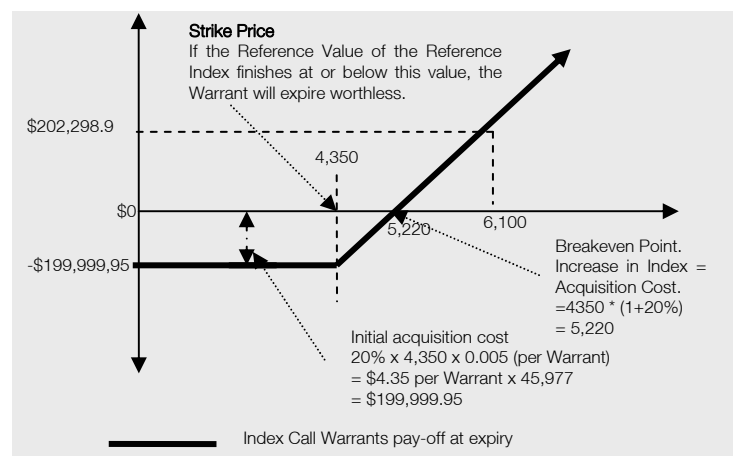 Strike Price
If the Reference Value of the Reference
Index finishes at or below this value, the
Warrant will expire worthless.
$202,298.9
4,350
$0
5,220
6,100
-$199,999,95
Breakeven Point.
Increase in Index =
Acquisition Cost.
=4350 * (1+20%)
= 5,220
Initial acquisition cost
20% x 4,350 x 0.005 (per Warrant)
= $4.35 per Warrant x 45,977
= $199,999.95
Index Call Warrants pay-off at expiry